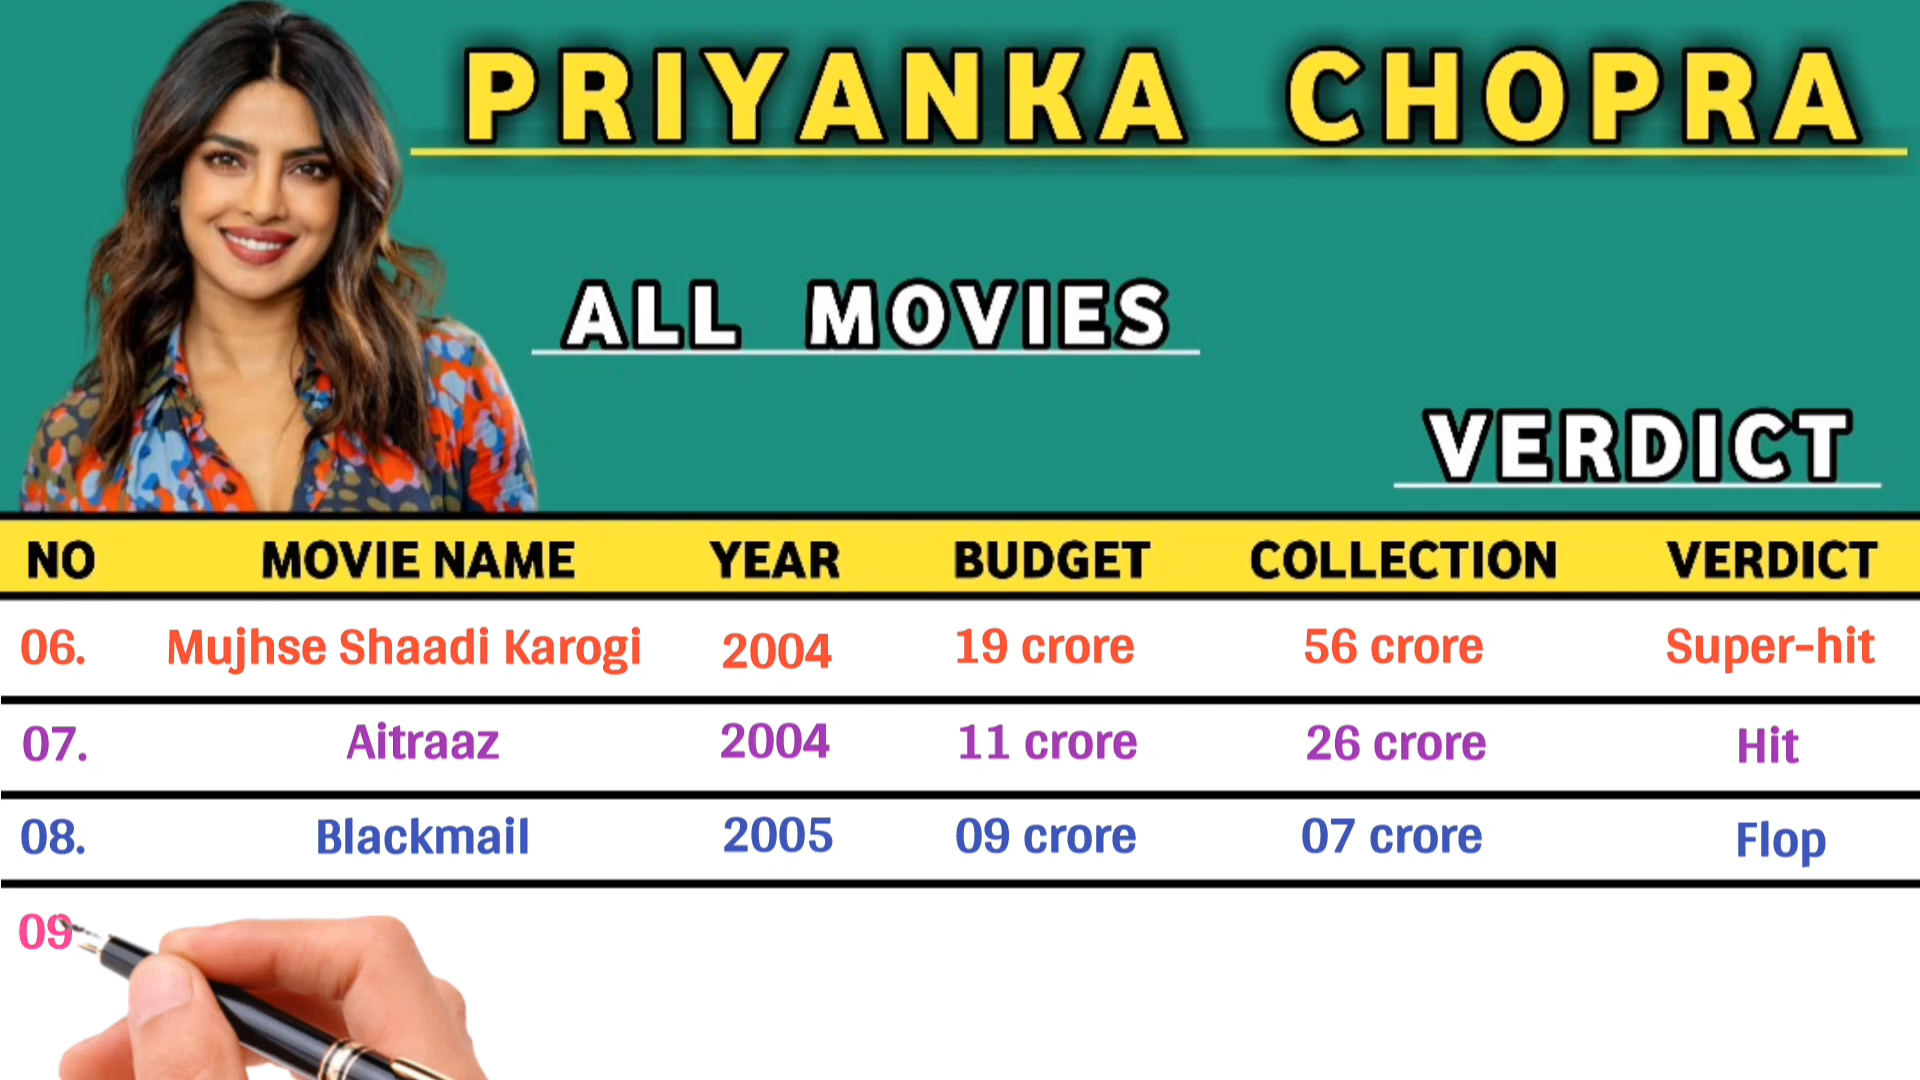 PRIYANKA CHOPRA
ALL MOVIES
VERDICT
NO MOVIE NAME YEAR BUDGET COLLECTION VERDICT
06. Mujhse Shaadi Karogi 2004 19 crore 56 crore Super-hit
07. Aitraaz 2004 11 crore 26 crore Hit
08. Blackmail 2005 09 crore 07 crore Flop
09